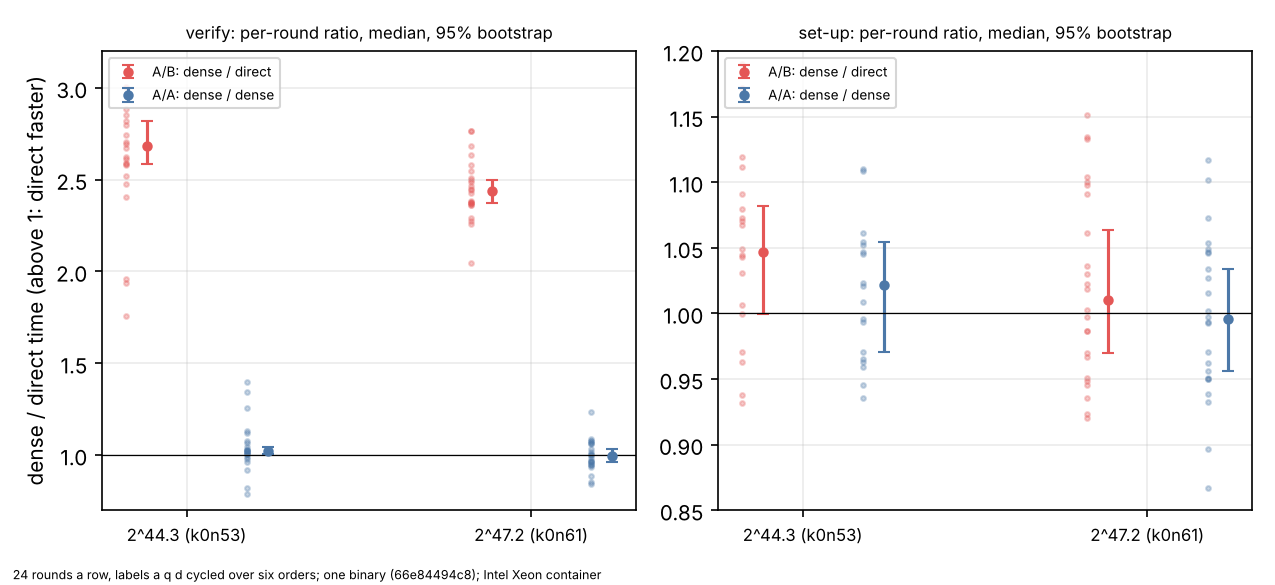 verify: per-round ratio, median, 95% bootstrap
A/B: dense / direct
A/A: dense / dense
dense / direct time (above 1: direct faster)
3.0
2.5
2.0
1.5
1.0
2^44.3 (k0n53)
2^47.2 (k0n61)
set-up: per-round ratio, median, 95% bootstrap
A/B: dense / direct
A/A: dense / dense
1.20
1.15
1.10
1.05
1.00
0.95
0.90
0.85
2^44.3 (k0n53)
2^47.2 (k0n61)
24 rounds a row, labels a q d cycled over six orders; one binary (66e84494c8); Intel Xeon container